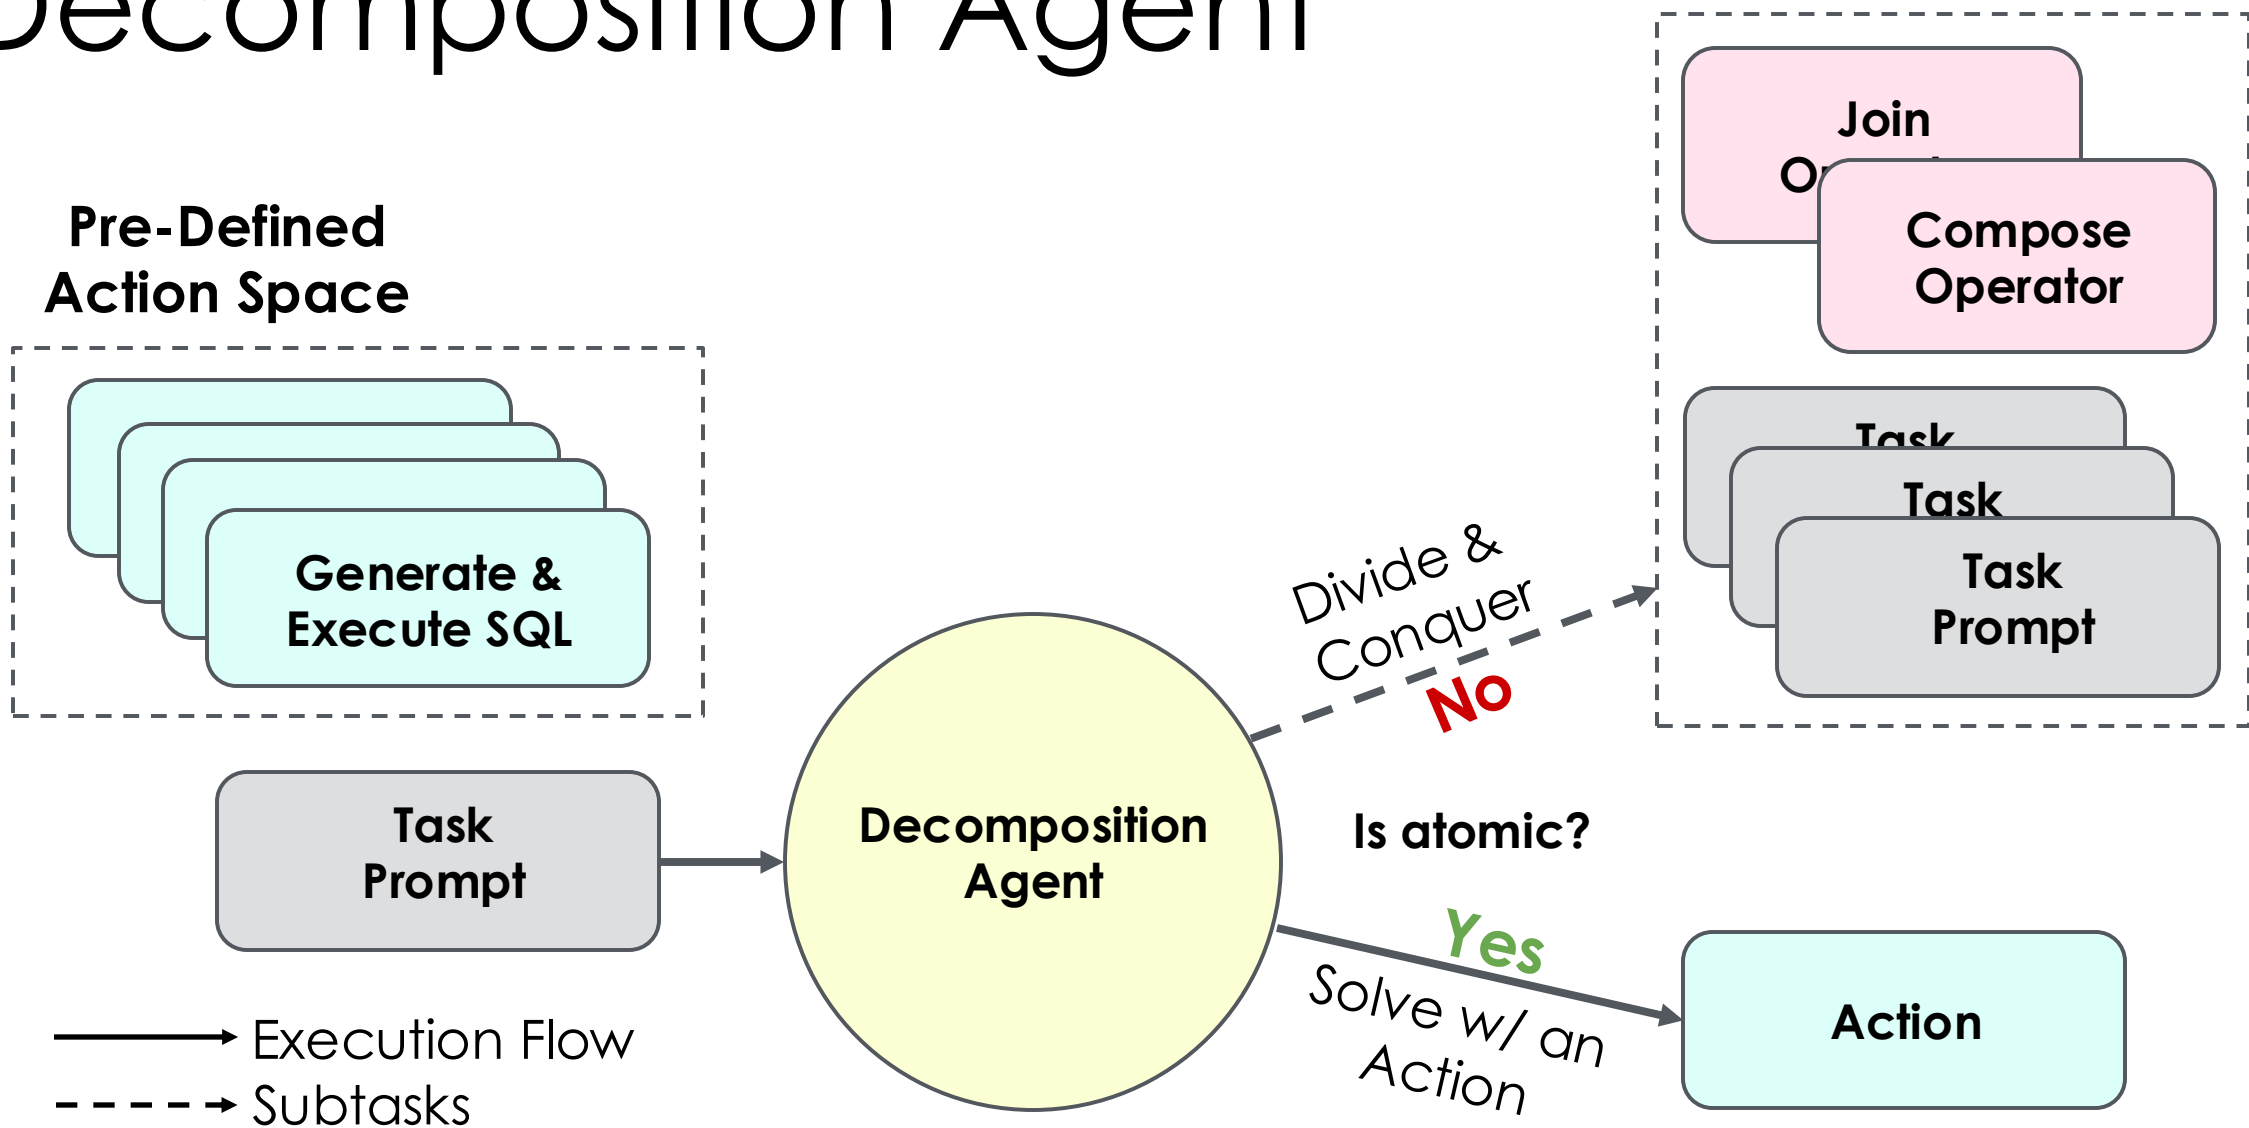 Decomposition Agent
Pre-Defined
Action Space
Generate &
Execute SQL
Task
Prompt
Execution Flow
Subtasks
Decomposition
Agent
Divide &
Conquer
No
Is atomic?
Yes
Solve w/ an
Action
Join
Compose
Operator
Task
Task
Task
Prompt
Action